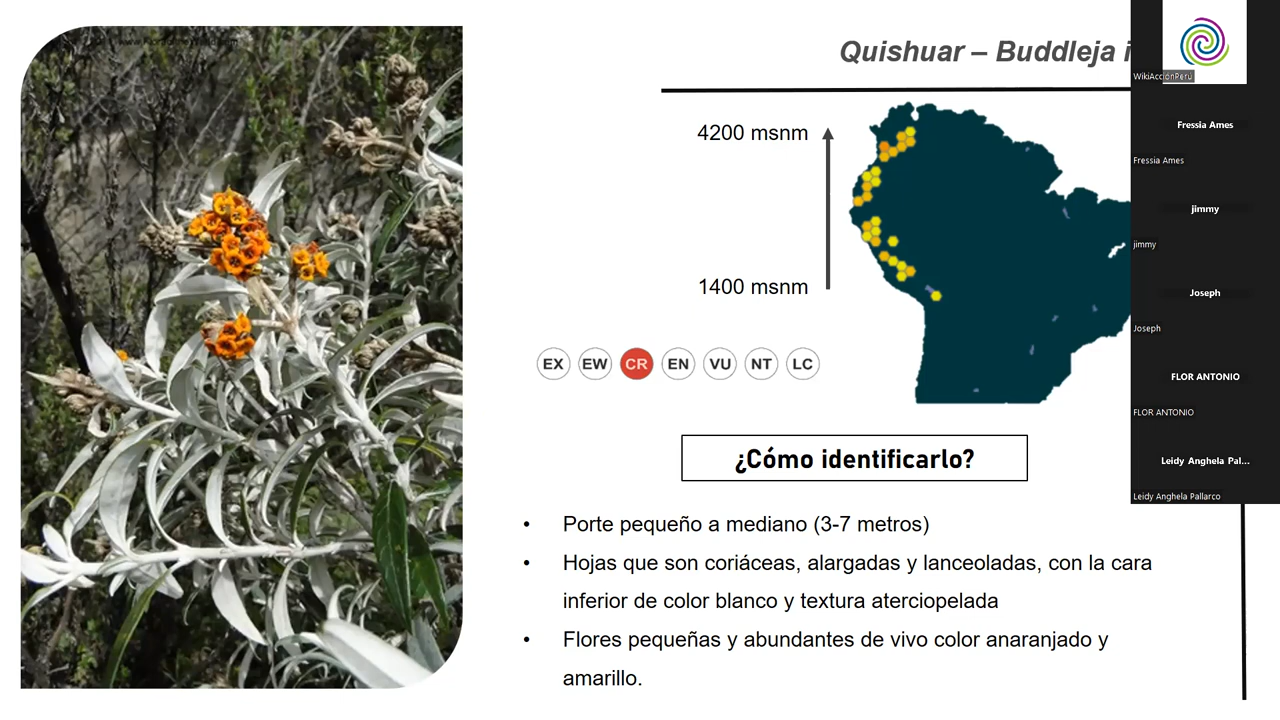 Quishuar – Buddleja i
4200 msnm
1400 msnm
EX EW CR EN VU NT LC
¿Cómo identificarlo?
• Porte pequeño a mediano (3-7 metros)
• Hojas que son coriáceas, alargadas y lanceoladas, con la cara
inferior de color blanco y textura aterciopelada
• Flores pequeñas y abundantes de vivo color anaranjado y
amarillo.
WikiAcciónPerú
Fressia Ames
Fressia Ames
jimmy
jimmy
Joseph
Joseph
FLOR ANTONIO
FLOR ANTONIO
Leidy Anghela Pal...
Leidy Anghela Pallarco